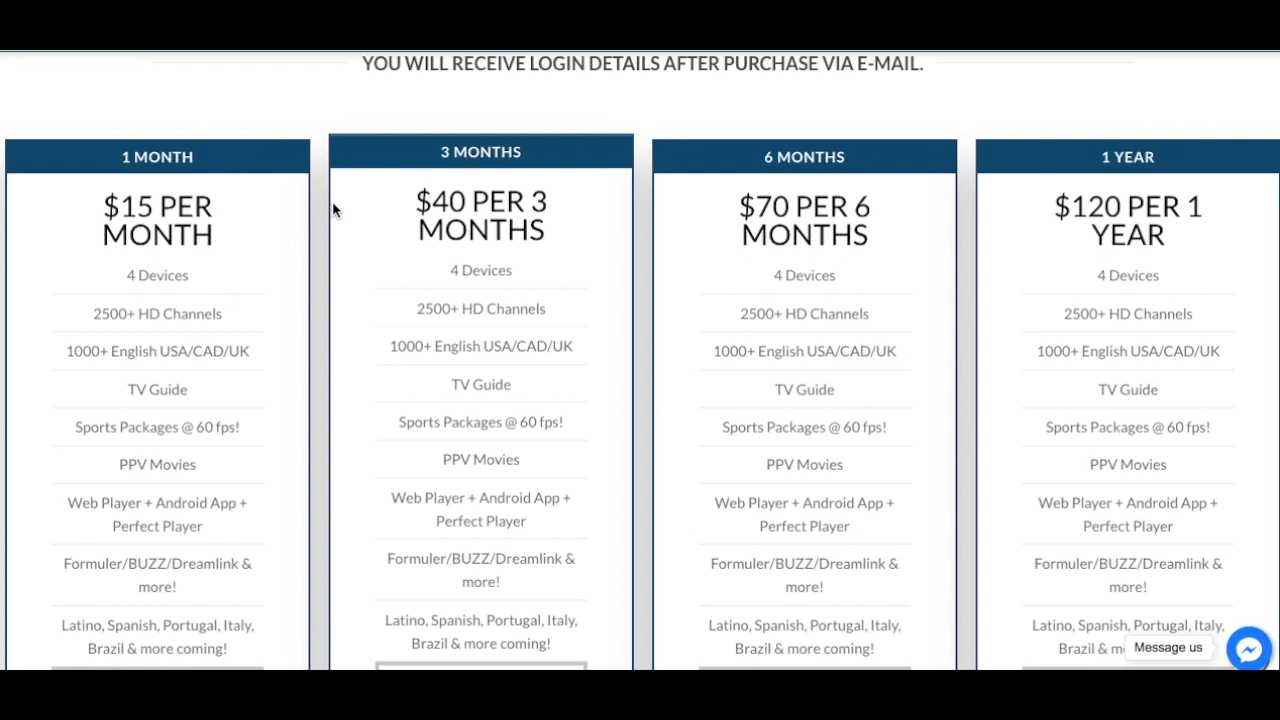 YOU WILL RECEIVE LOGIN DETAILS AFTER PURCHASE VIA E-MAIL.
1 MONTH
$15 PER
MONTH
4 Devices
2500+ HD Channels
1000+ English USA/CAD/UK
TV Guide
Sports Packages @ 60 fps!
PPV Movies
Web Player + Android App +
Perfect Player
Formuler/BUZZ/Dreamlink &
more!
Latino, Spanish, Portugal, Italy,
Brazil & more coming!
3 MONTHS
$40 PER 3
MONTHS
4 Devices
2500+ HD Channels
1000+ English USA/CAD/UK
TV Guide
Sports Packages @ 60 fps!
PPV Movies
Web Player + Android App +
Perfect Player
Formuler/BUZZ/Dreamlink &
more!
Latino, Spanish, Portugal, Italy,
Brazil & more coming!
6 MONTHS
$70 PER 6
MONTHS
4 Devices
2500+ HD Channels
1000+ English USA/CAD/UK
TV Guide
Sports Packages @ 60 fps!
PPV Movies
Web Player + Android App +
Perfect Player
Formuler/BUZZ/Dreamlink &
more!
Latino, Spanish, Portugal, Italy,
Brazil & more coming!
1 YEAR
$120 PER 1
YEAR
4 Devices
2500+ HD Channels
1000+ English USA/CAD/UK
TV Guide
Sports Packages @ 60 fps!
PPV Movies
Web Player + Android App +
Perfect Player
Formuler/BUZZ/Dreamlink &
more!
Latino, Spanish, Portugal, Italy,
Brazil &
Message us